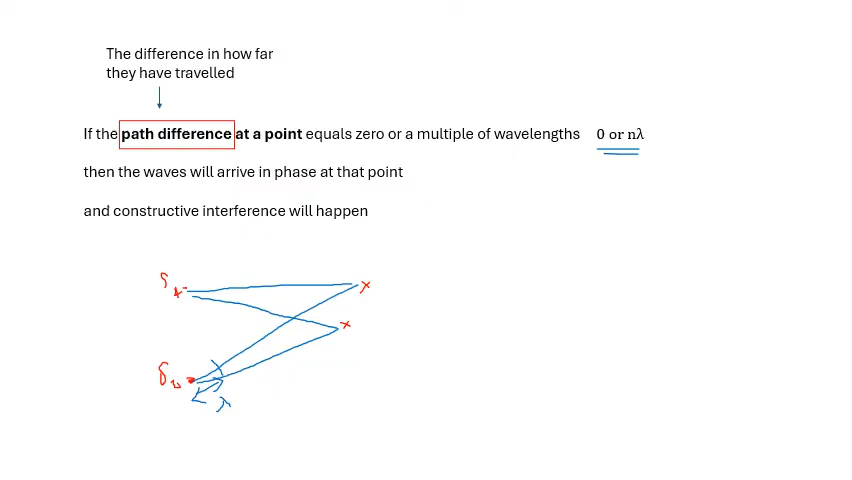 The difference in how far
they have travelled
If the path difference at a point equals zero or a multiple of wavelengths 0 or nλ
then the waves will arrive in phase at that point
and constructive interference will happen
x
x
λ